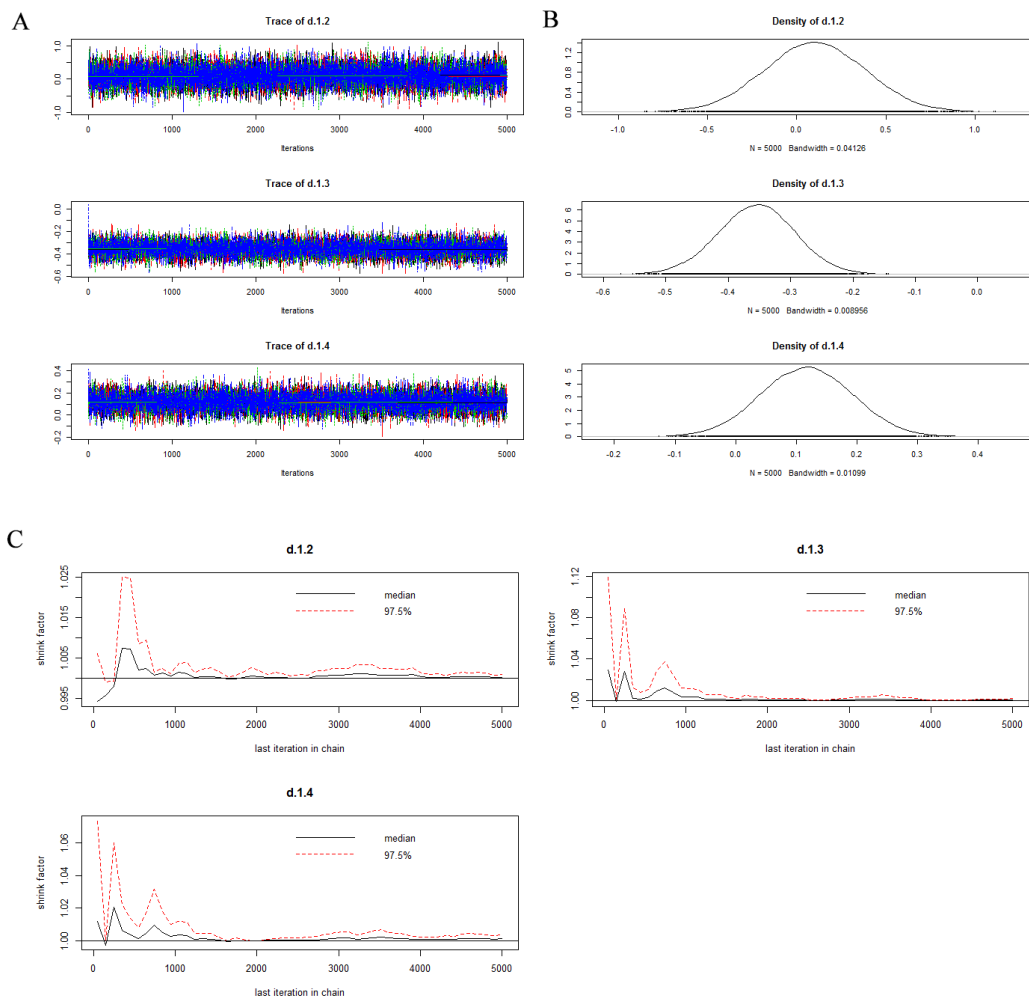 A
Trace of d.1.2
1.0
0.0
-1.0
0 1000 2000 3000 4000 5000
Iterations
Trace of d.1.3
0.0
-0.2
-0.4
-0.6
0 1000 2000 3000 4000 5000
Iterations
Trace of d.1.4
0.4
0.2
0.0
-0.2
0 1000 2000 3000 4000 5000
Iterations
B
Density of d.1.2
1.2
0.8
0.4
0.0
-1.0 -0.5 0.0 0.5 1.0
N = 5000 Bandwidth = 0.04126
Density of d.1.3
6
5
4
3
2
1
0
-0.6 -0.5 -0.4 -0.3 -0.2 -0.1 0.0
N = 5000 Bandwidth = 0.008956
Density of d.1.4
5
4
3
2
1
0
-0.2 -0.1 0.0 0.1 0.2 0.3 0.4
N = 5000 Bandwidth = 0.01099
C
d.1.2
shrink factor
1.025
1.015
1.005
0.995
median
97.5%
0 1000 2000 3000 4000 5000
last iteration in chain
d.1.3
shrink factor
1.12
1.08
1.04
1.00
median
97.5%
0 1000 2000 3000 4000 5000
last iteration in chain
d.1.4
shrink factor
1.06
1.04
1.02
1.00
median
97.5%
0 1000 2000 3000 4000 5000
last iteration in chain